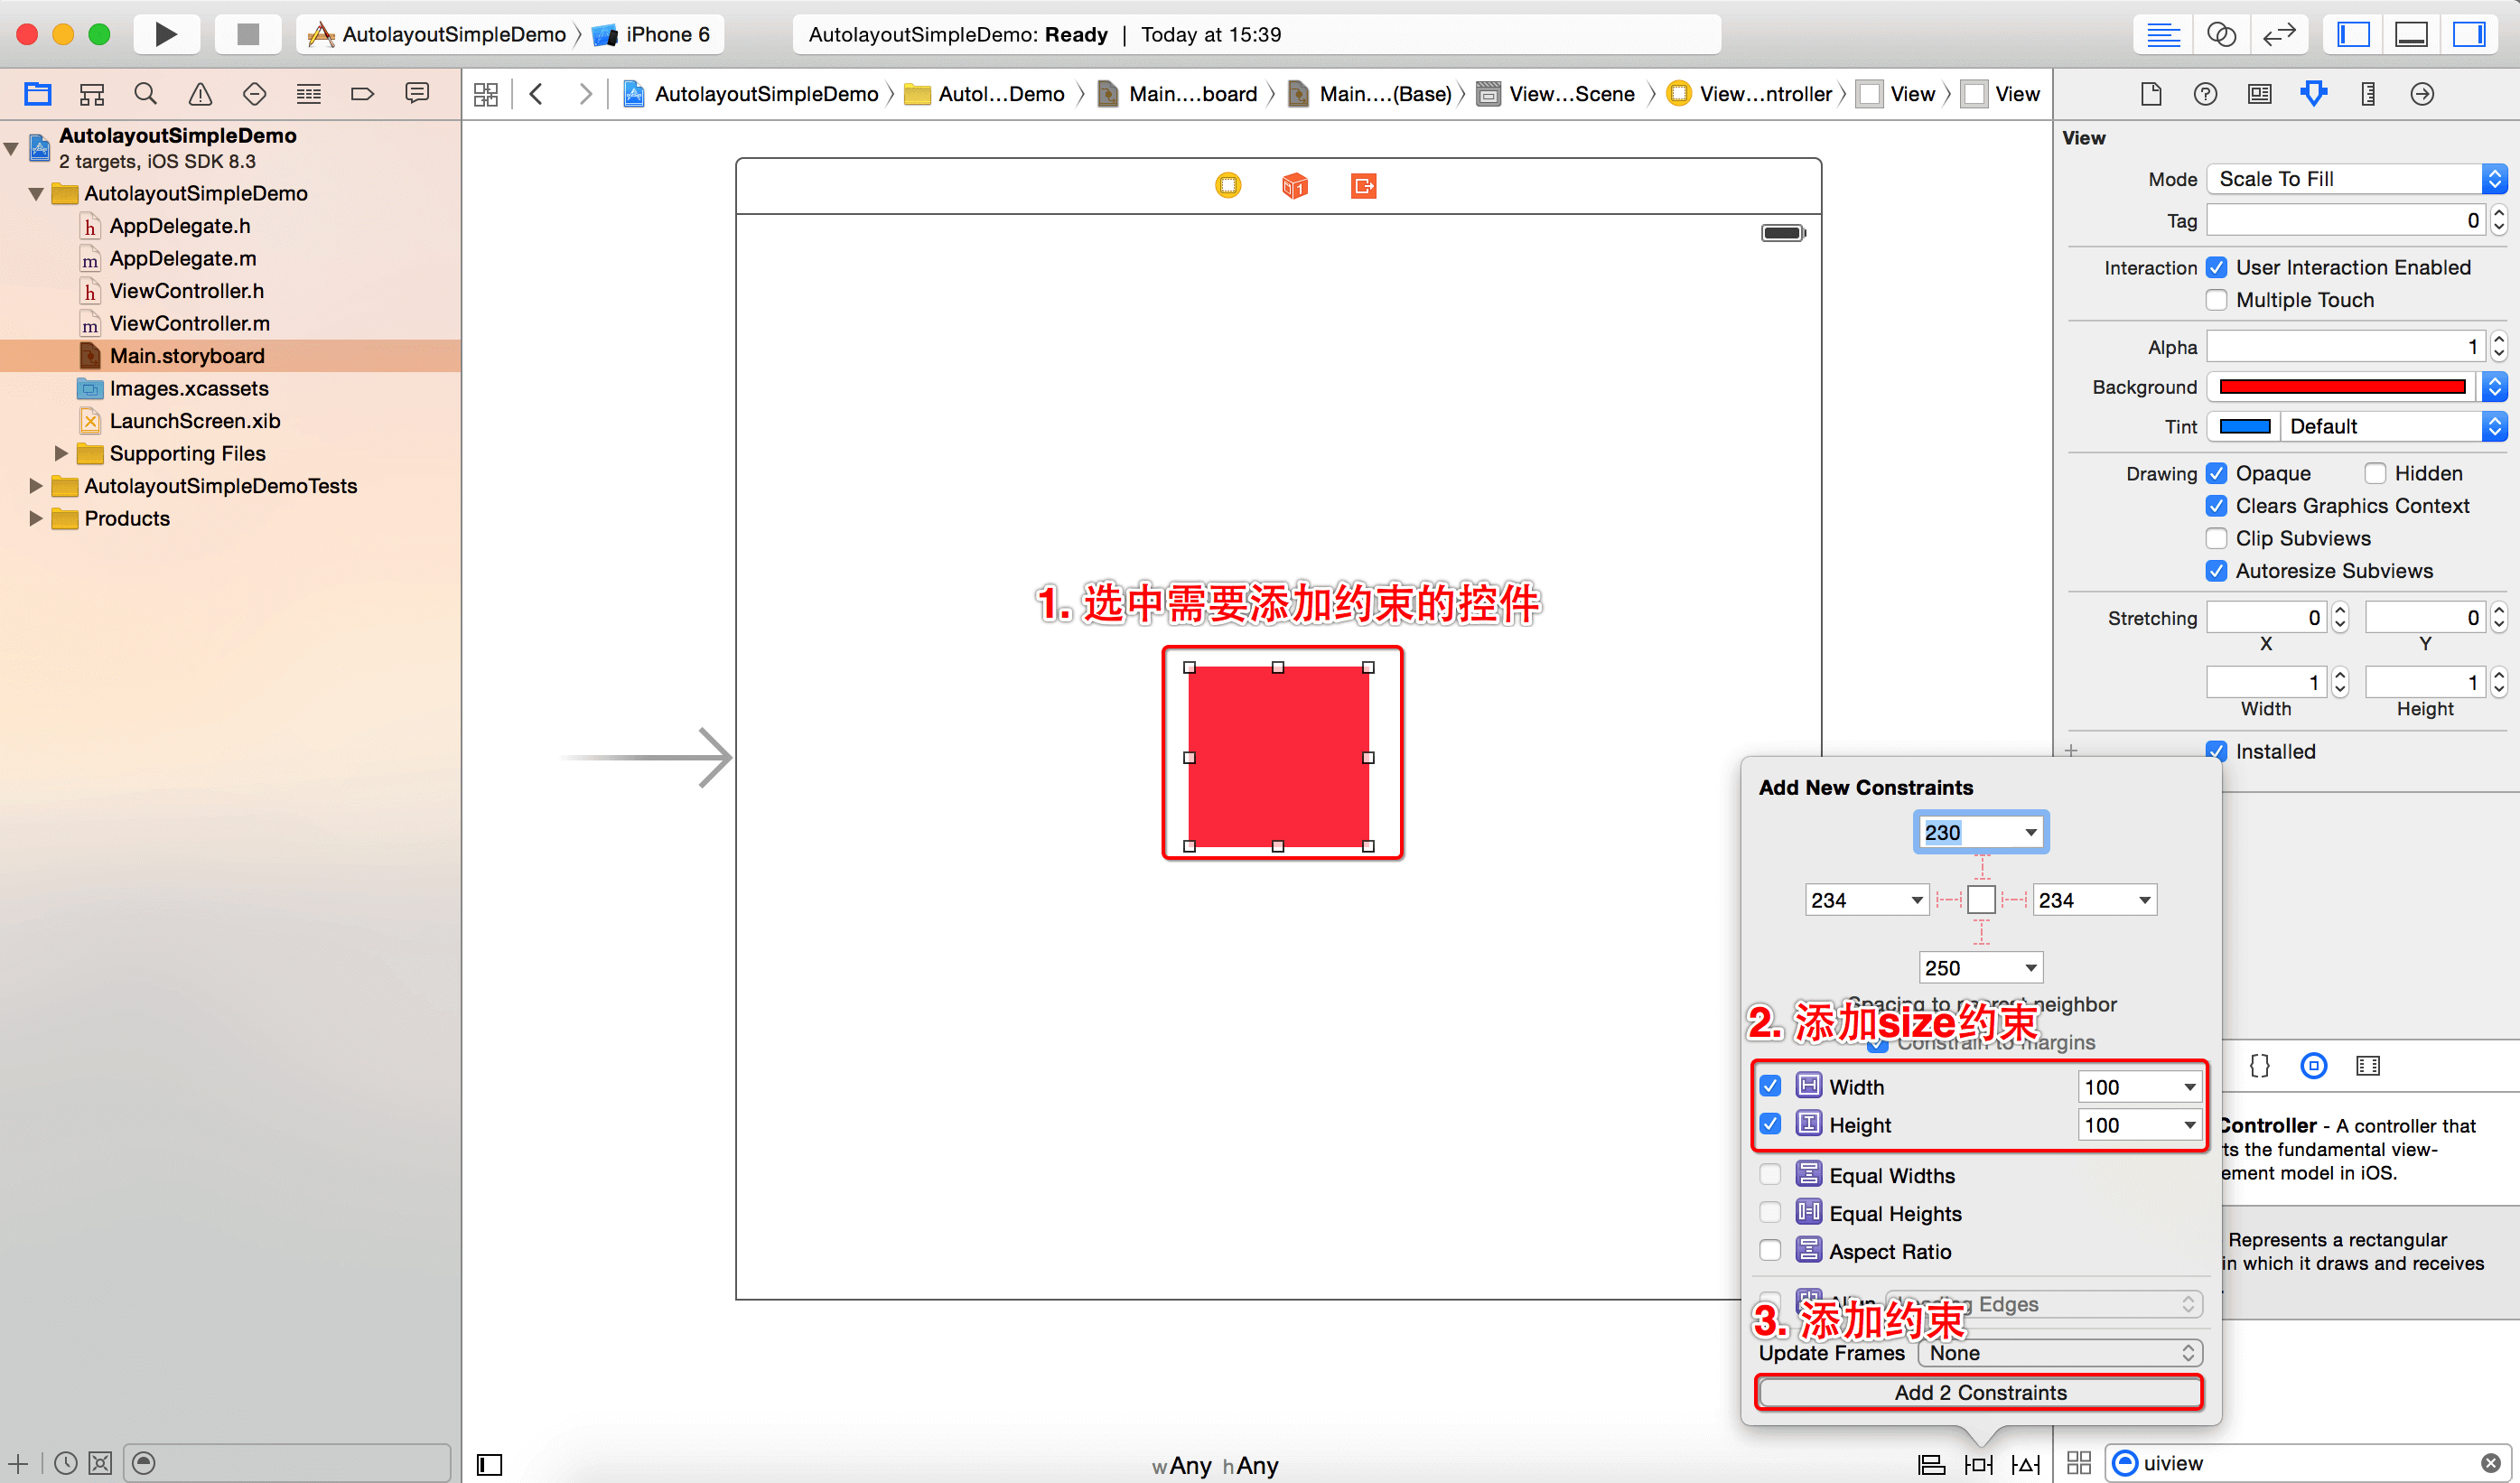 AutolayoutSimpleDemo
iPhone 6
AutolayoutSimpleDemo: Ready | Today at 15:39
AutolayoutSimpleDemo
Autol...Demo
Main....board
Main....(Base)
View...Scene
View...ntroller
View
View
AutolayoutSimpleDemo
2 targets, iOS SDK 8.3
AutolayoutSimpleDemo
h AppDelegate.h
m AppDelegate.m
h ViewController.h
m ViewController.m
Main.storyboard
Images.xcassets
LaunchScreen.xib
Supporting Files
AutolayoutSimpleDemoTests
Products
1. 选中需要添加约束的控件
wAny hAny
View
Mode Scale To Fill
Tag 0
Interaction User Interaction Enabled
Multiple Touch
Alpha 1
Background
Tint Default
Drawing Opaque Hidden
Clears Graphics Context
Clip Subviews
Autoresize Subviews
Stretching 0 0
X Y
1 1
Width Height
Installed
Add New Constraints
230
234 234
250
Spacing to nearest neighbor
2. 添加size约束
Constrain to margins
Width 100
Height 100
Equal Widths
Equal Heights
Aspect Ratio
Edges
3. 添加约束
Update Frames None
Add 2 Constraints
Controller - A controller that
ts the fundamental view-
ement model in iOS.
Represents a rectangular
in which it draws and receives
uiview